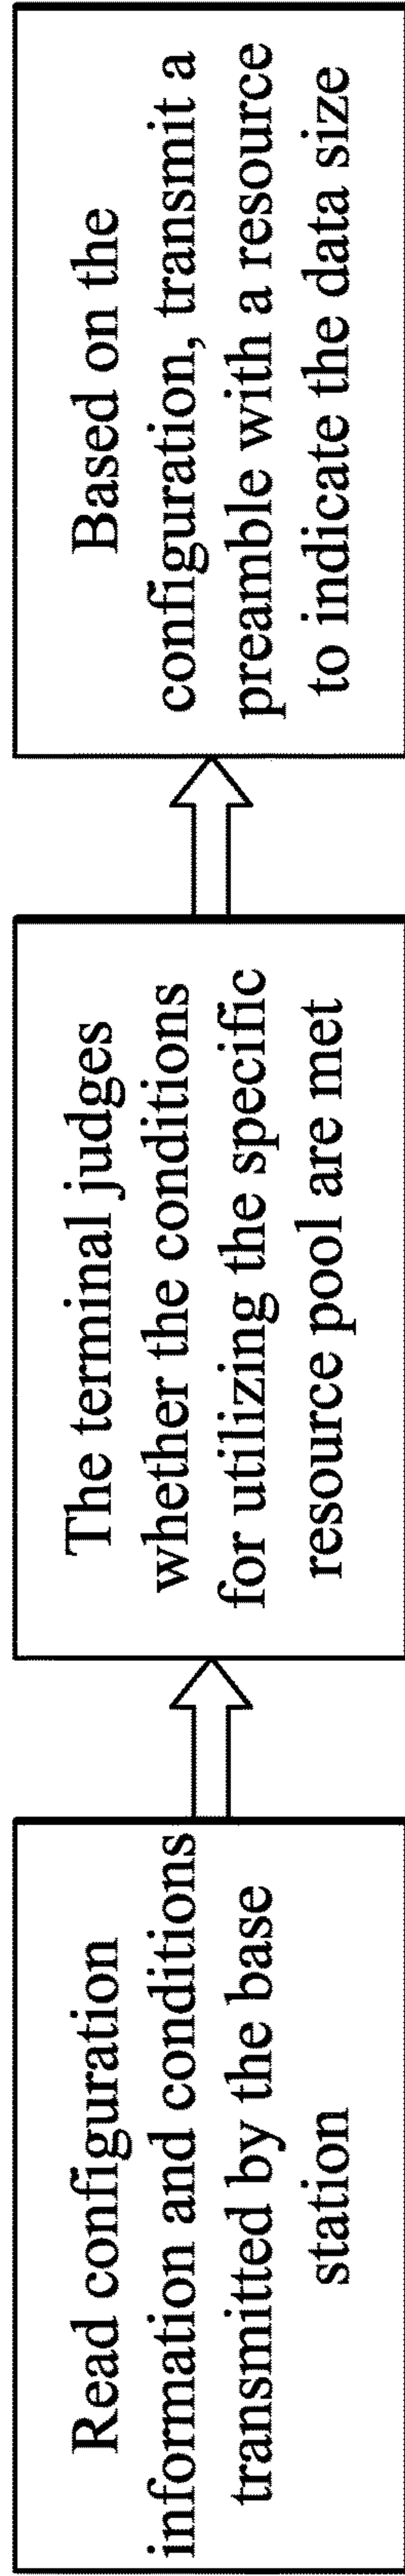 Read configuration
information and conditions
transmitted by the base
station
The terminal judges
whether the conditions
for utilizing the specific
resource pool are met
Based on the
configuration, transmit a
preamble with a resource
to indicate the data size